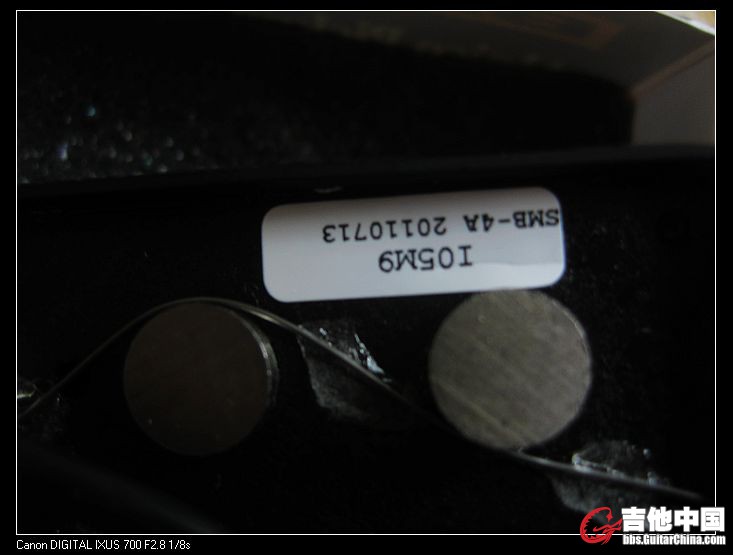 SMB-4A 20110713
I05M9
Canon DIGITAL IXUS 700 F2.8 1/8s
吉他中国
bbs.GuitarChina.com